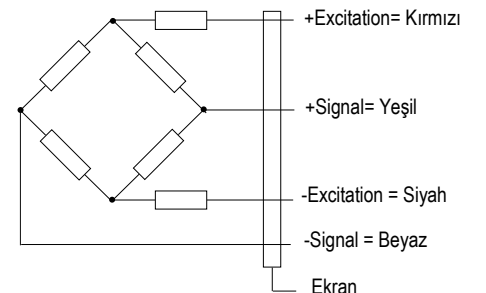 +Excitation= Kırmızı
+Signal= Yeşil
-Excitation = Siyah
-Signal = Beyaz
Ekran